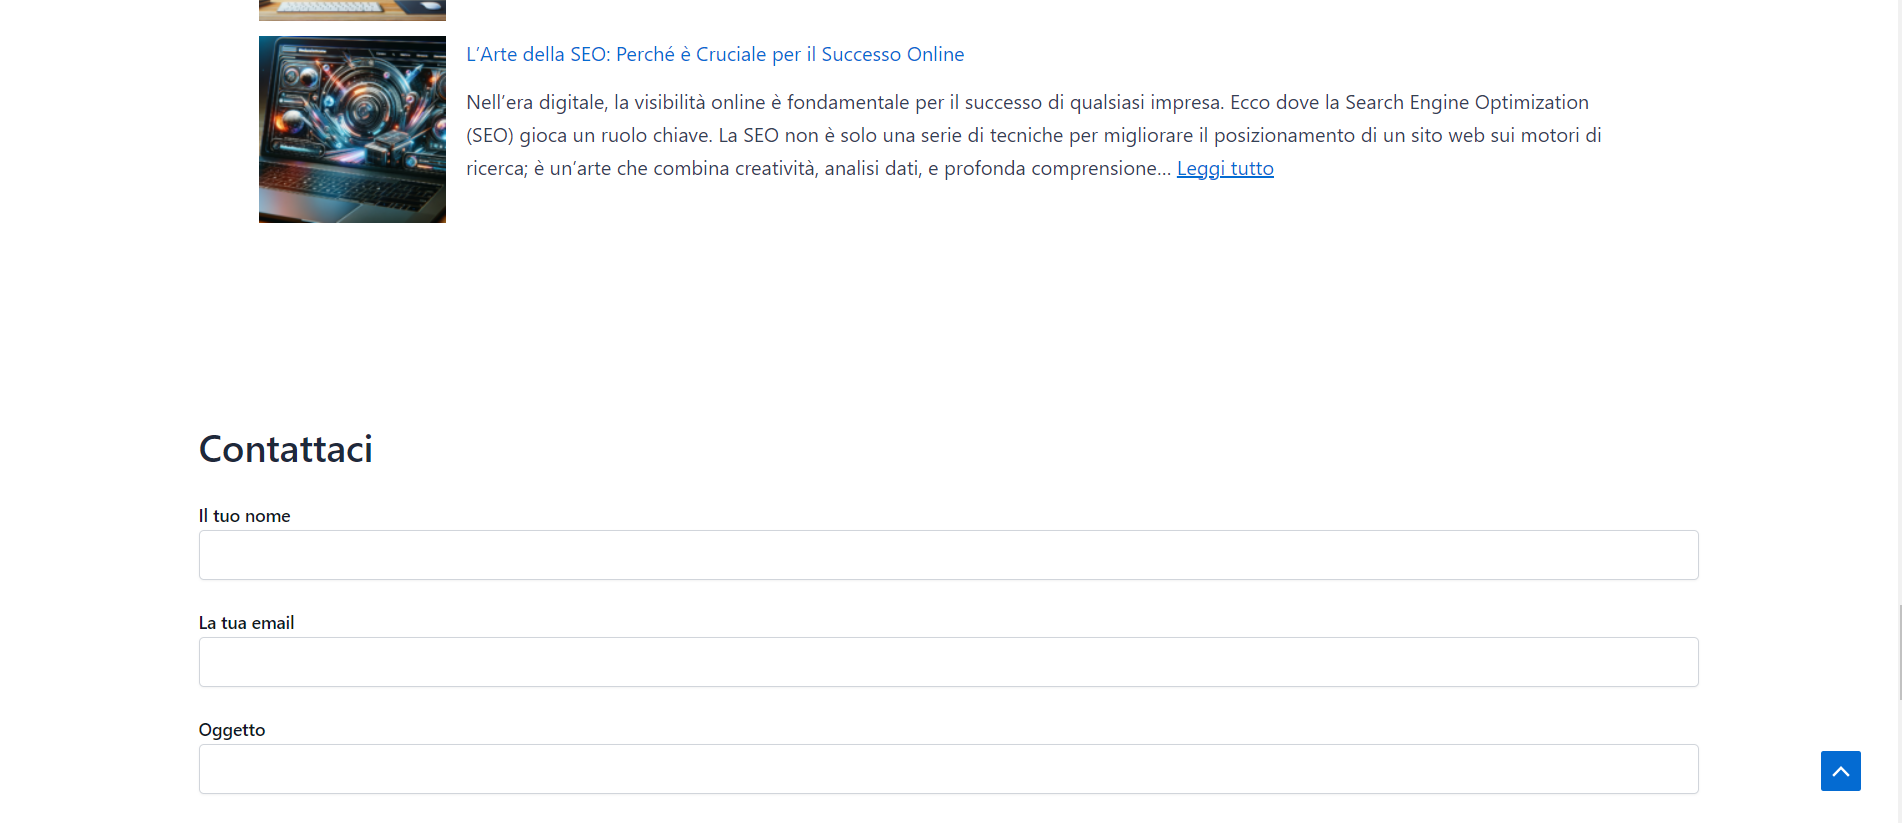 L’Arte della SEO: Perché è Cruciale per il Successo Online
Nell’era digitale, la visibilità online è fondamentale per il successo di qualsiasi impresa. Ecco dove la Search Engine Optimization
(SEO) gioca un ruolo chiave. La SEO non è solo una serie di tecniche per migliorare il posizionamento di un sito web sui motori di
ricerca; è un’arte che combina creatività, analisi dati, e profonda comprensione… Leggi tutto
Contattaci
Il tuo nome
La tua email
Oggetto